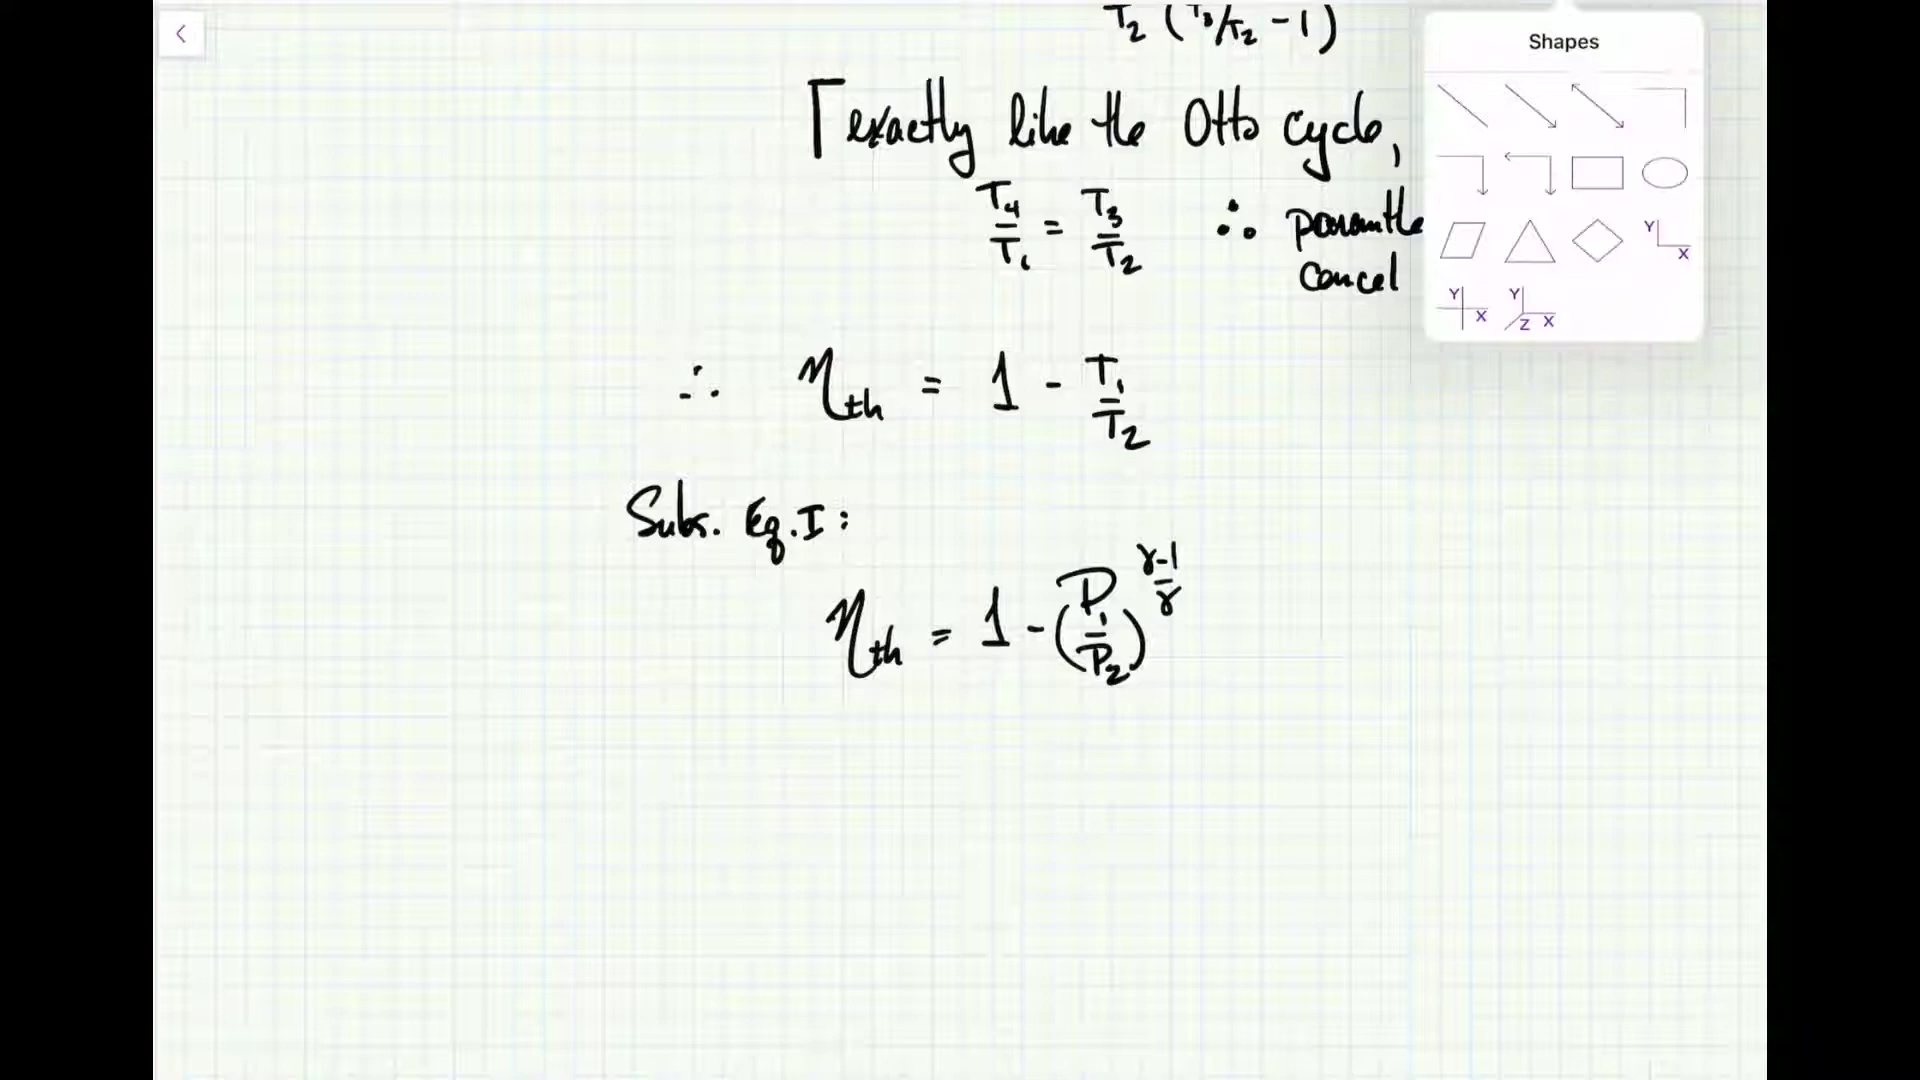 T₂ (T₃/T₂ - 1)
Shapes
exactly like the Otto cycle,
T₄/T₁ = T₃/T₂ ∴
cancel
Y X
Y X
Y Z X
∴ η_th = 1 - T₁/T₂
Subs. Eq. I:
η_th = 1 - (P₁/P₂)^((γ-1)/γ)